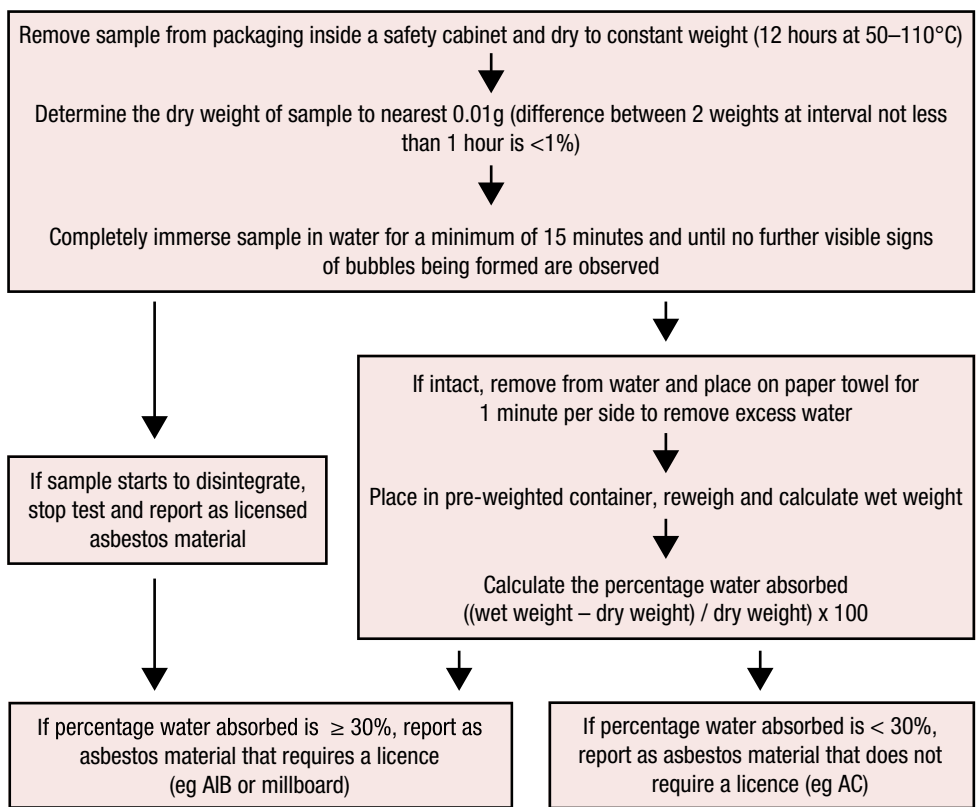 Remove sample from packaging inside a safety cabinet and dry to constant weight (12 hours at 50–110°C)
Determine the dry weight of sample to nearest 0.01g (difference between 2 weights at interval not less
than 1 hour is <1%)
Completely immerse sample in water for a minimum of 15 minutes and until no further visible signs
of bubbles being formed are observed
If intact, remove from water and place on paper towel for
1 minute per side to remove excess water
Place in pre-weighted container, reweigh and calculate wet weight
Calculate the percentage water absorbed
((wet weight – dry weight) / dry weight) x 100
If sample starts to disintegrate,
stop test and report as licensed
asbestos material
If percentage water absorbed is ≥ 30%, report as
asbestos material that requires a licence
(eg AIB or millboard)
If percentage water absorbed is < 30%,
report as asbestos material that does not
require a licence (eg AC)